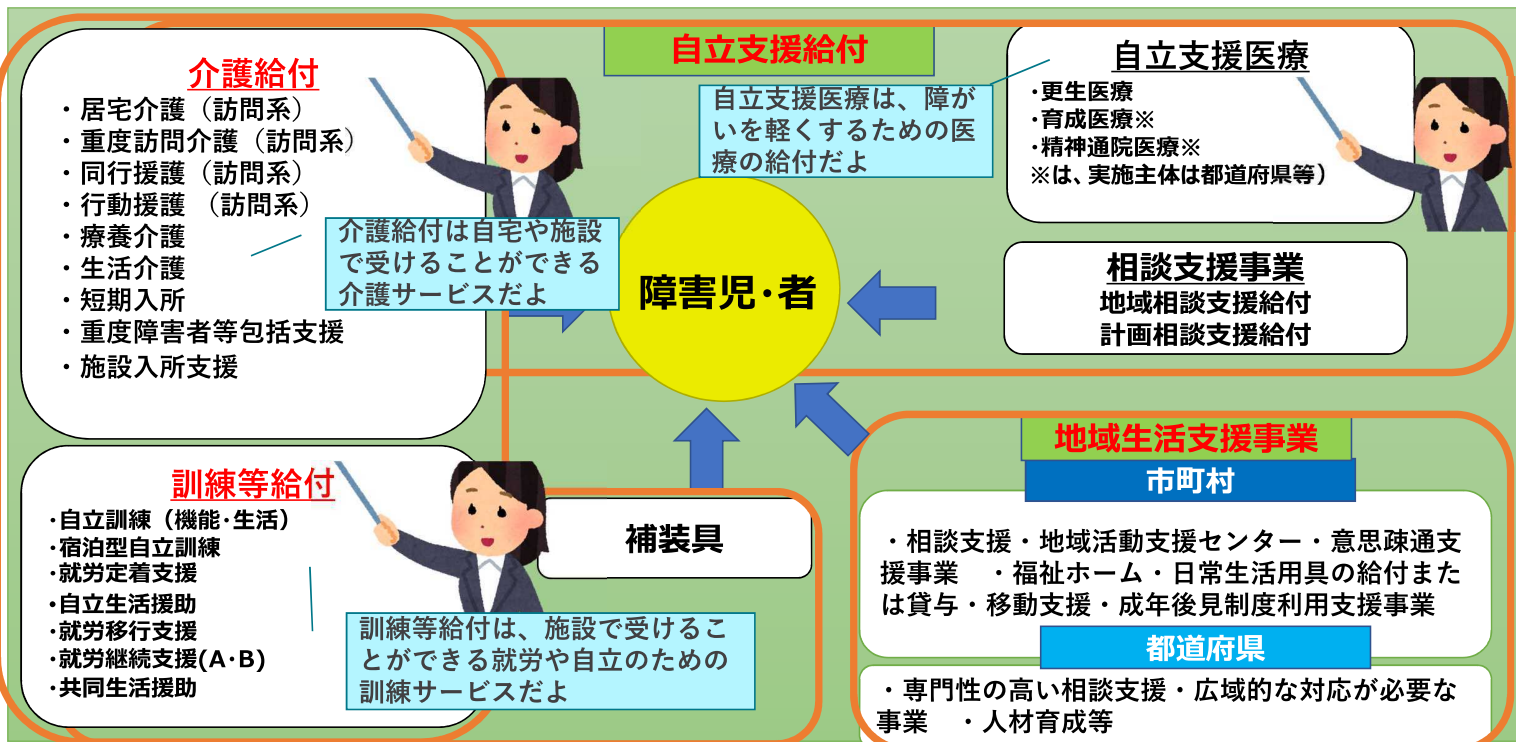 自立支援給付
介護給付
・居宅介護（訪問系）
・重度訪問介護（訪問系）
・同行援護（訪問系）
・行動援護 （訪問系）
・療養介護
・生活介護
・短期入所
・重度障害者等包括支援
・施設入所支援
介護給付は自宅や施設
で受けることができる
介護サービスだよ
自立支援医療は、障が
いを軽くするための医
療の給付だよ
自立支援医療
・更生医療
・育成医療※
・精神通院医療※
※は、実施主体は都道府県等）
障害児・者
相談支援事業
地域相談支援給付
計画相談支援給付
訓練等給付
・自立訓練（機能・生活）
・宿泊型自立訓練
・就労定着支援
・自立生活援助
・就労移行支援
・就労継続支援(A・B)
・共同生活援助
訓練等給付は、施設で受けるこ
とができる就労や自立のための
訓練サービスだよ
補装具
地域生活支援事業
市町村
・相談支援・地域活動支援センター・意思疎通支
援事業　・福祉ホーム・日常生活用具の給付また
は貸与・移動支援・成年後見制度利用支援事業
都道府県
・専門性の高い相談支援・広域的な対応が必要な
事業　・人材育成等